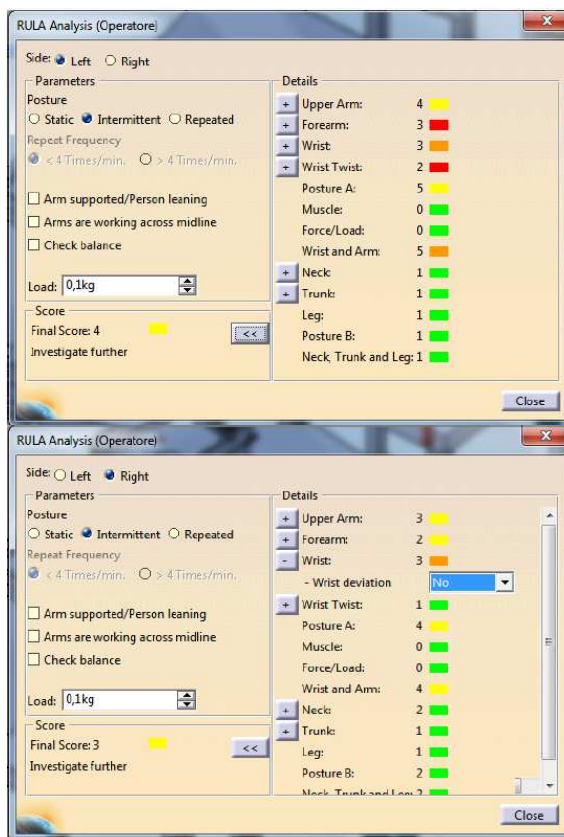 RULA Analysis (Operatore)
Side: Left Right
Parameters
Posture
Static Intermittent Repeated
Repeat Frequency
< 4 Times/min. > 4 Times/min.
Arm supported/Person leaning
Arms are working across midline
Check balance
Load: 0,1kg
Score
Final Score: 4
<<
Investigate further
Details
+ Upper Arm: 4
+ Forearm: 3
+ Wrist: 3
+ Wrist Twist: 2
Posture A: 5
Muscle: 0
Force/Load: 0
Wrist and Arm: 5
+ Neck: 1
+ Trunk: 1
Leg: 1
Posture B: 1
Neck, Trunk and Leg: 1
Close
RULA Analysis (Operatore)
Side: Left Right
Parameters
Posture
Static Intermittent Repeated
Repeat Frequency
< 4 Times/min. > 4 Times/min.
Arm supported/Person leaning
Arms are working across midline
Check balance
Load: 0,1kg
Score
Final Score: 3
<<
Investigate further
Details
+ Upper Arm: 3
+ Forearm: 2
- Wrist: 3
- Wrist deviation No
+ Wrist Twist: 1
Posture A: 4
Muscle: 0
Force/Load: 0
Wrist and Arm: 4
+ Neck: 2
+ Trunk: 1
Leg: 1
Posture B: 2
Neck, Trunk and Leg: 2
Close